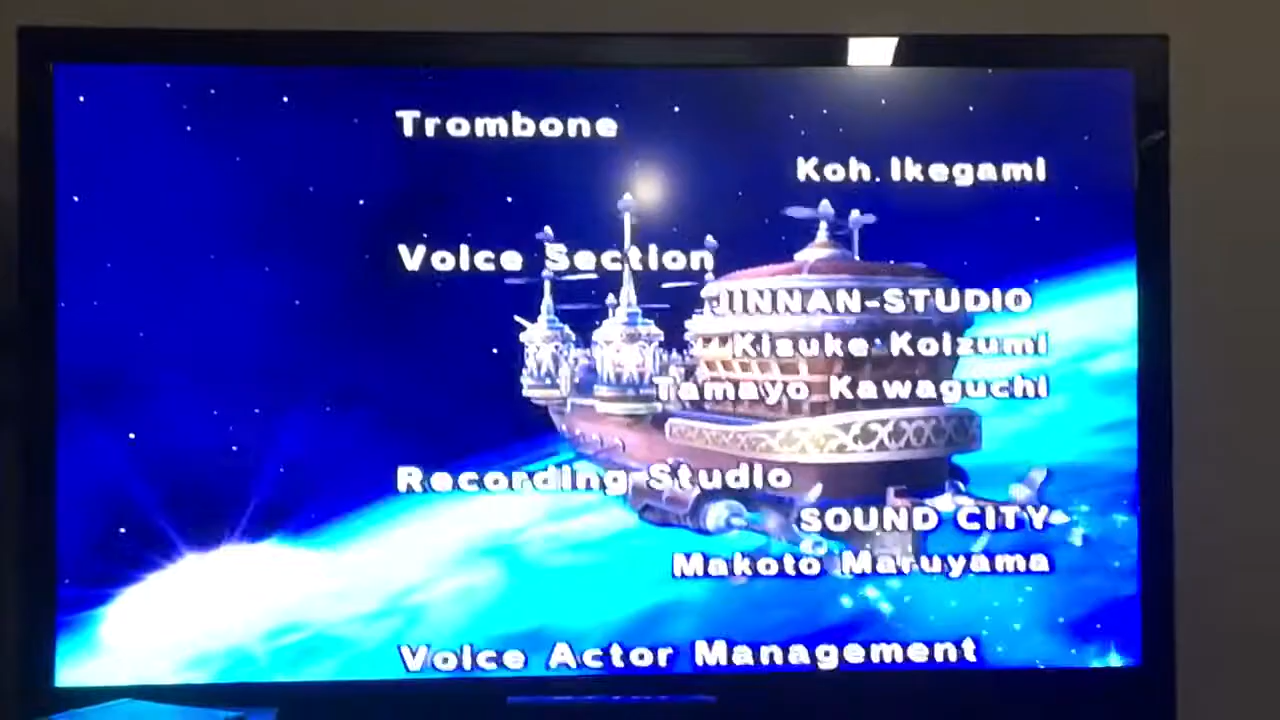 Trombone
Koh.Ikegami
Voice Section
JINNAN-STUDIO
Kisuke Koizumi
Tamayo Kawaguchi
Recording Studio
SOUND CITY
Makoto Maruyama
Voice Actor Management